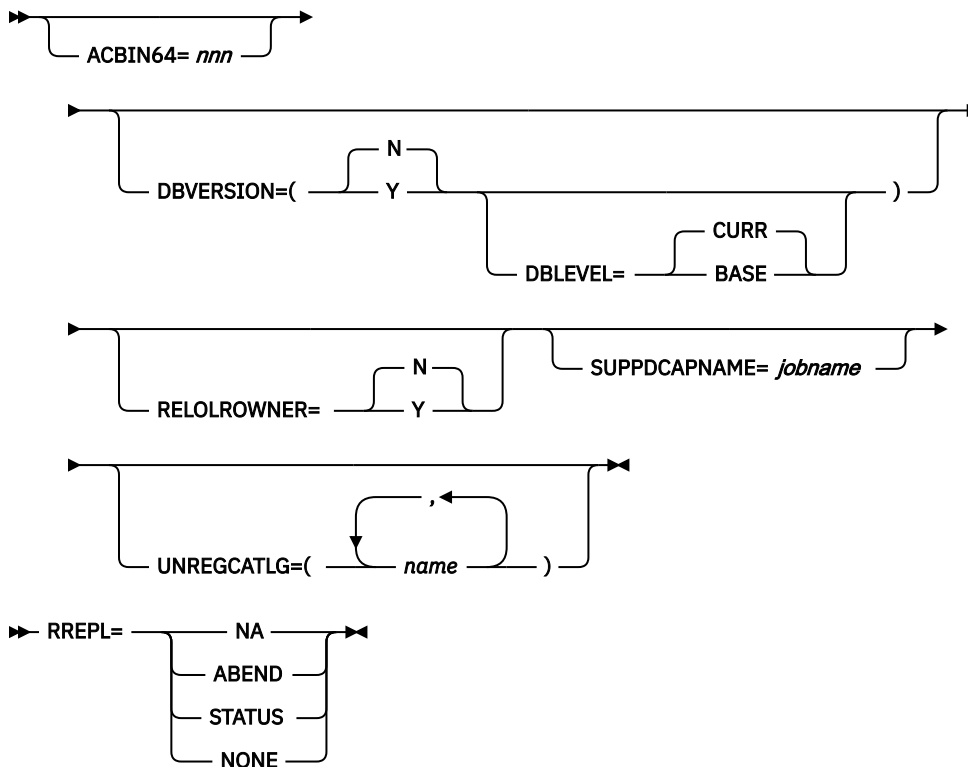 ACBIN64= nnn
N
DBVERSION=( Y )
CURR
DBLEVEL= BASE
N
SUPPDCAPNAME= jobname
RELOLROWNER= Y
,
UNREGCATLG=( name )
RREPL= NA
ABEND
STATUS
NONE